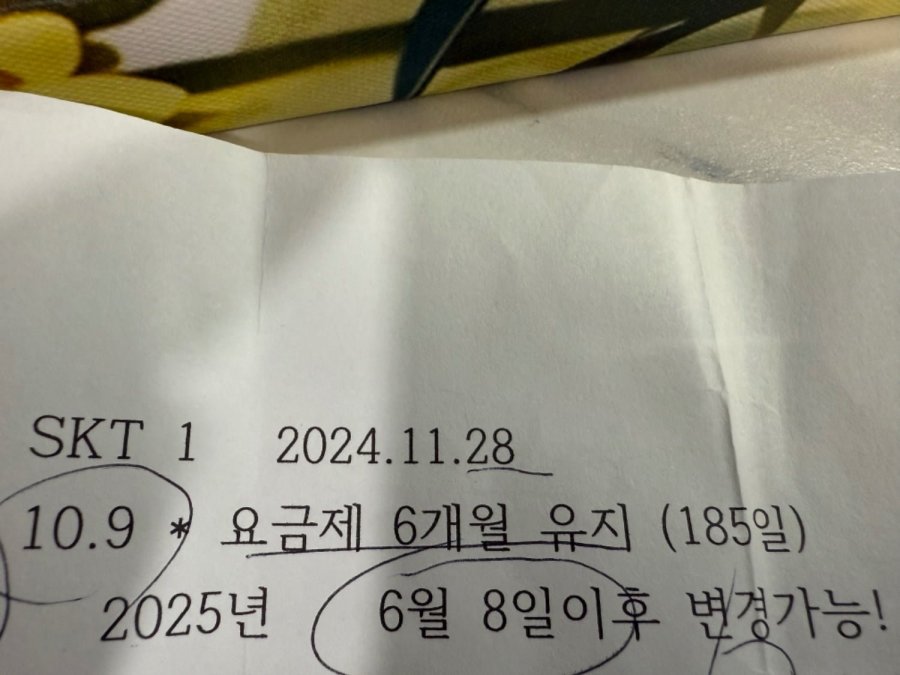 SKT 1 2024.11.28
10.9 * 요금제 6개월 유지 (185일)
2025년 6월 8일이후 변경가능!